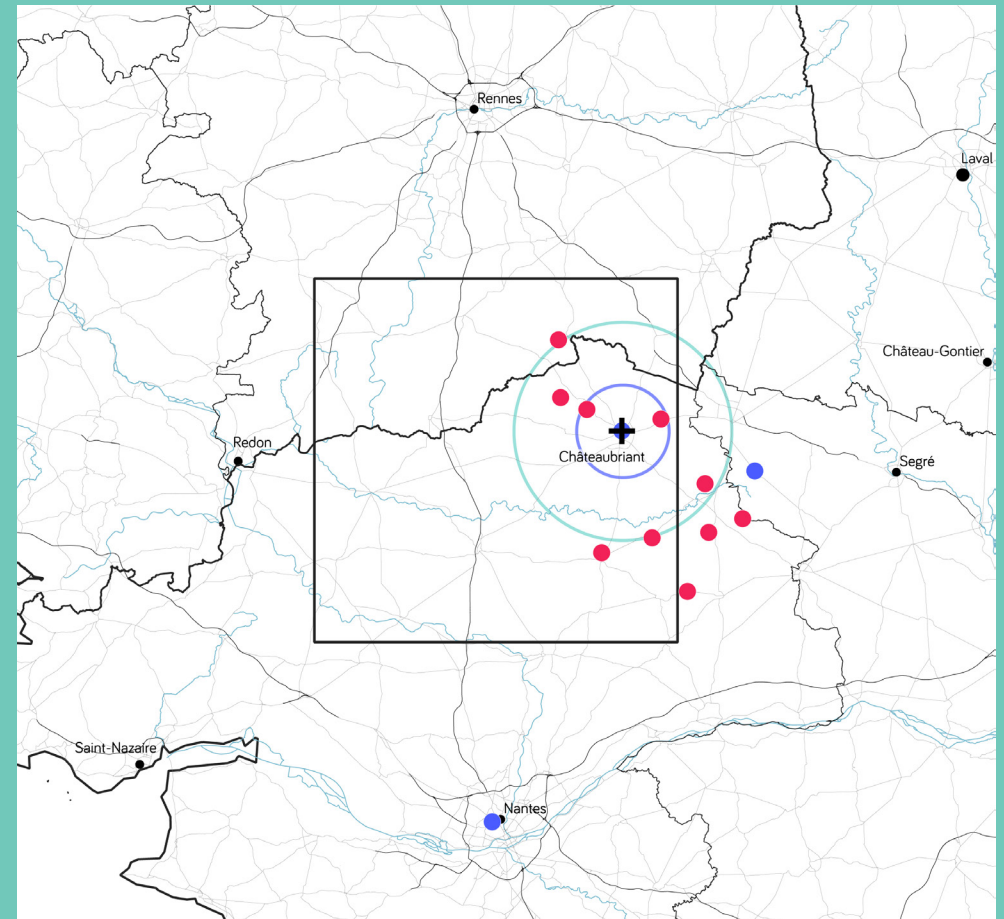 Rennes
Laval
Château-Gontier
Redon
Segré
Châteaubriant
Saint-Nazaire
Nantes